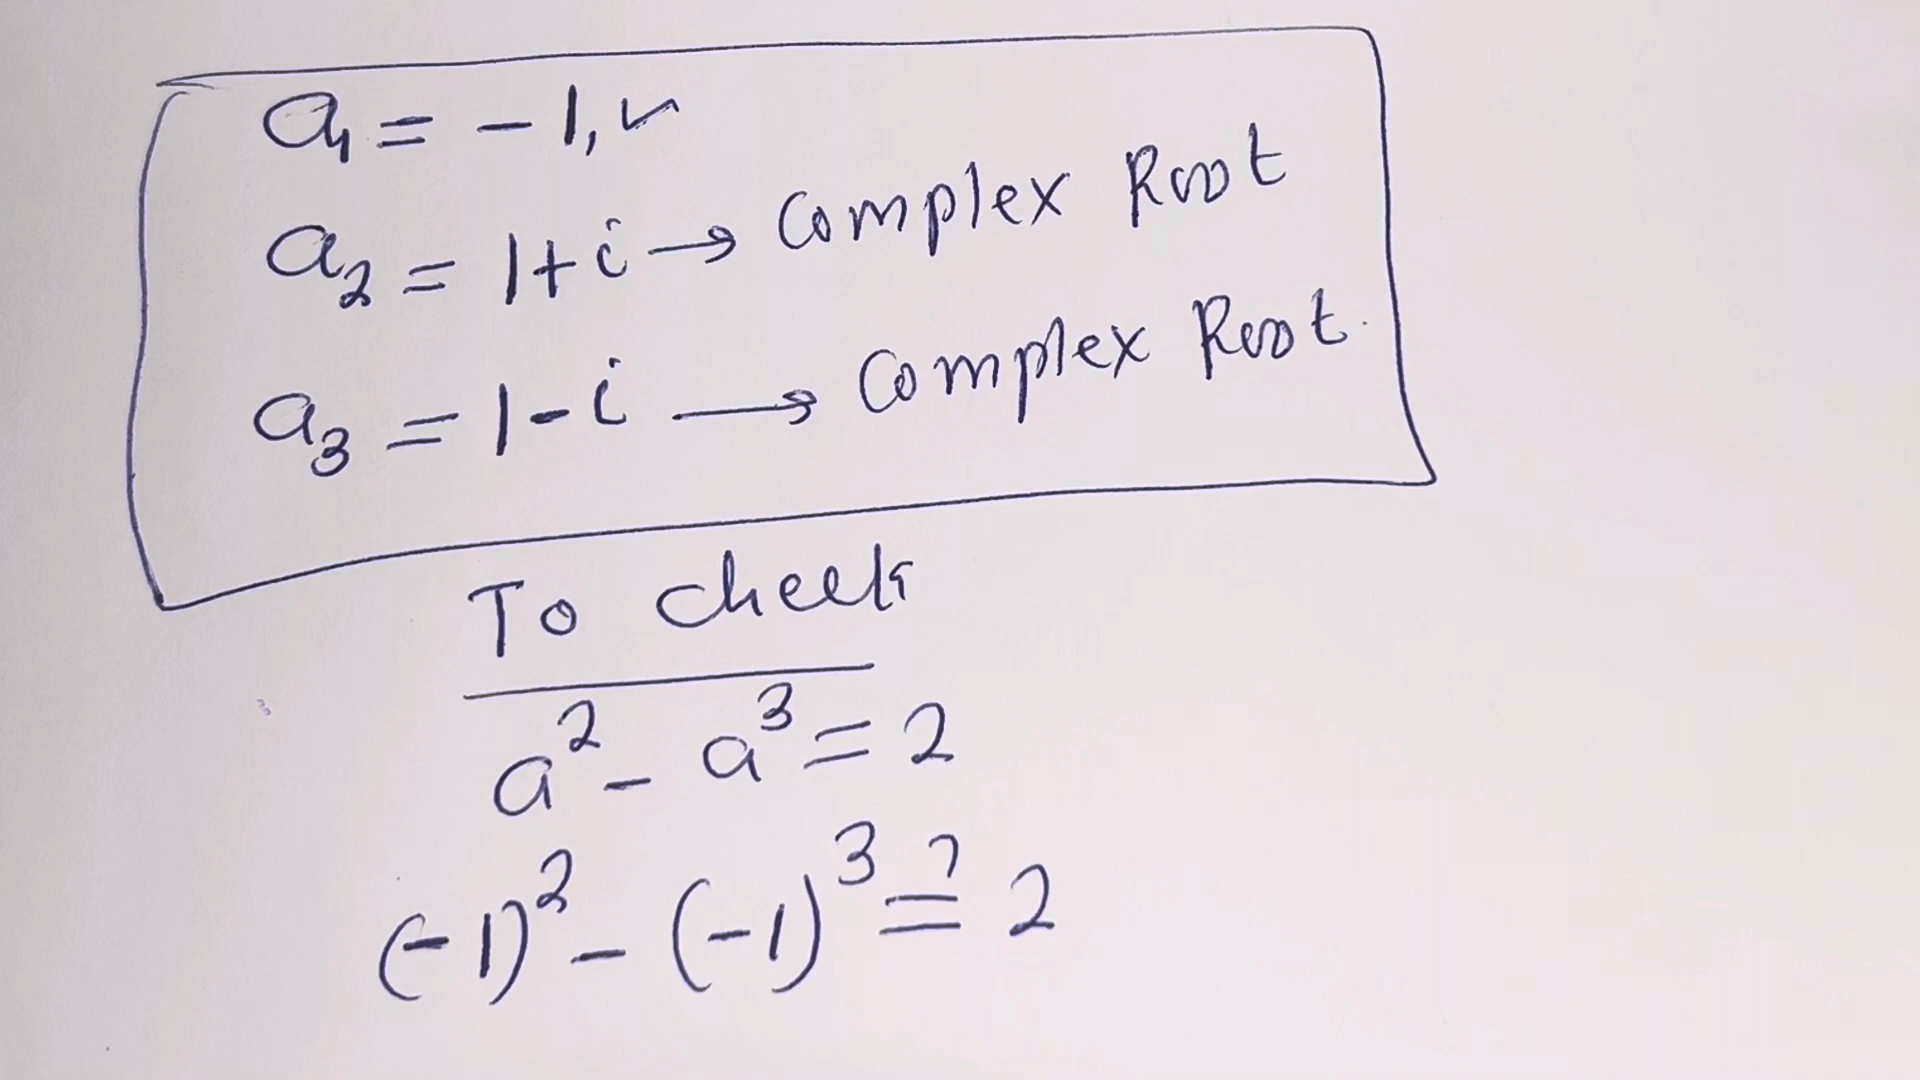 a₁ = -1, ✓
a₂ = 1+i → Complex Root
a₃ = 1-i → Complex Root.
To check
a² - a³ = 2
(-1)² - (-1)³ ≟ 2